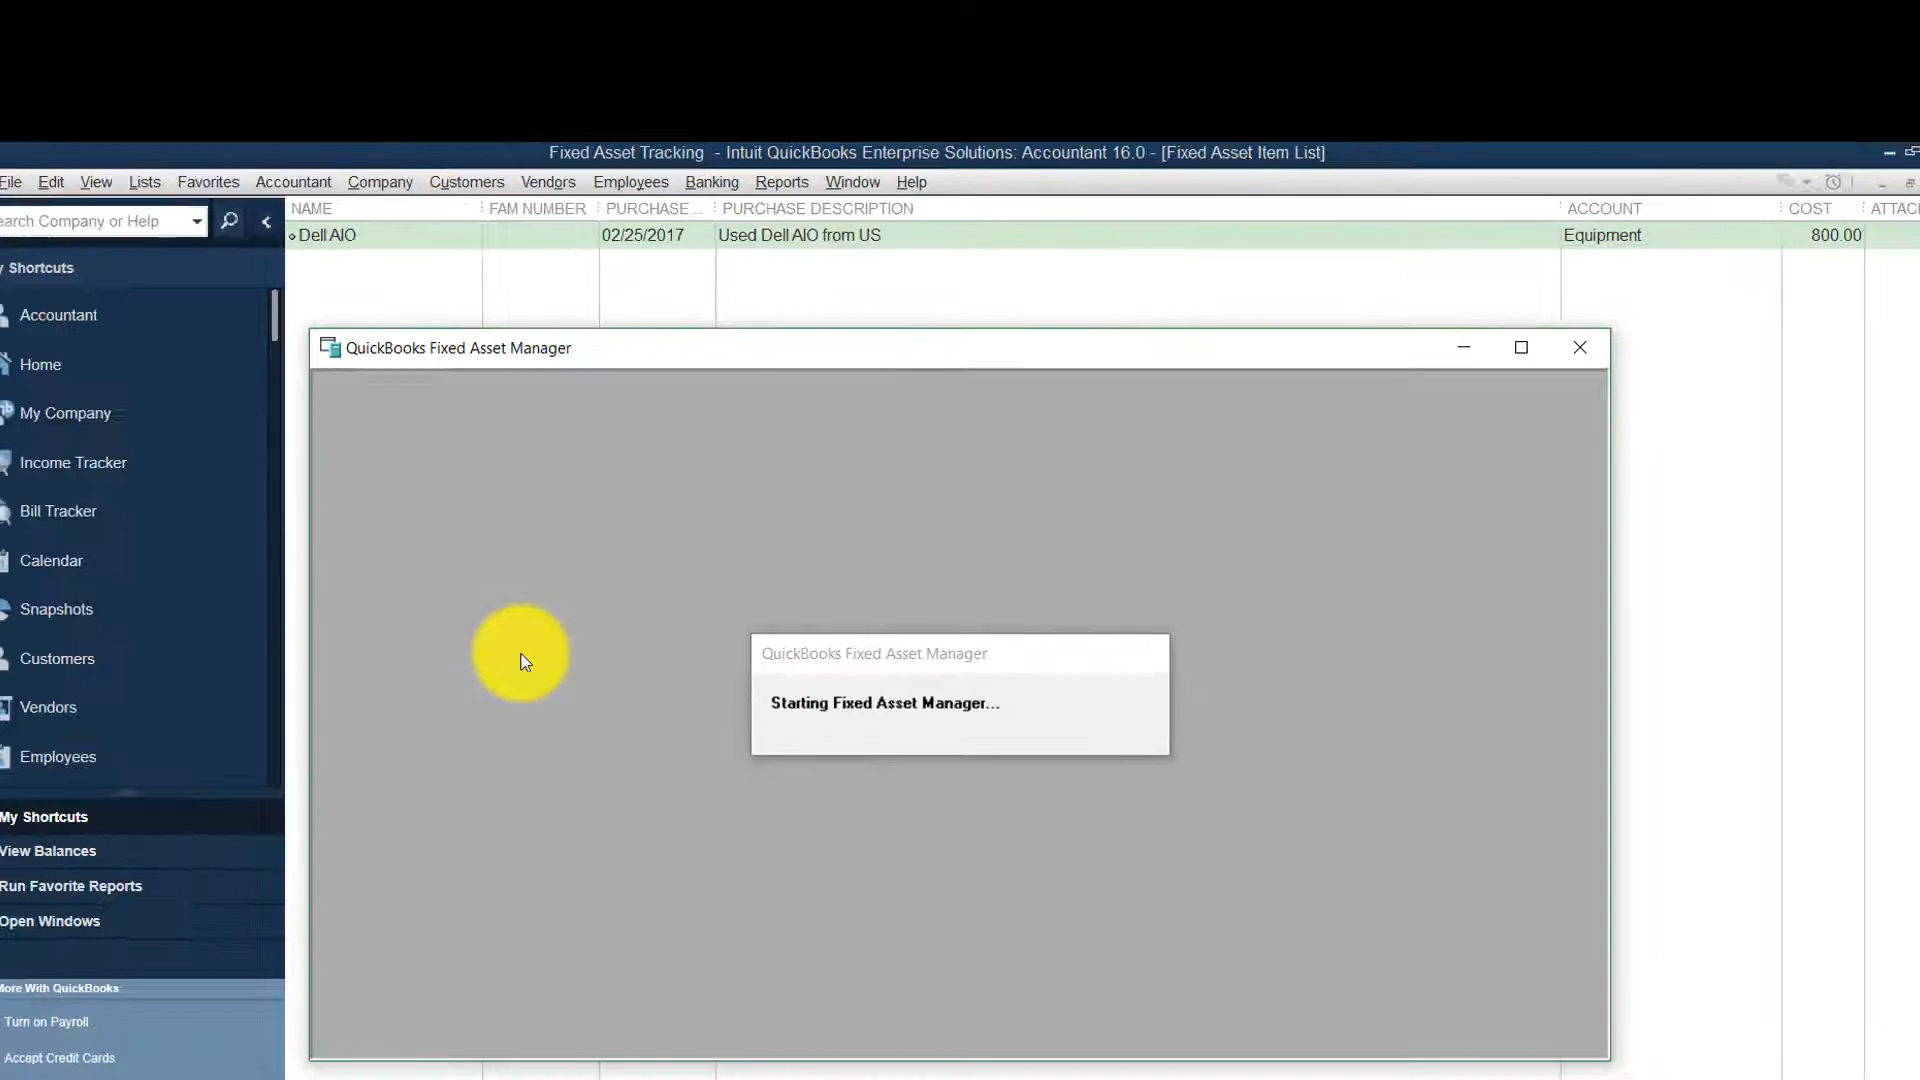 Fixed Asset Tracking - Intuit QuickBooks Enterprise Solutions: Accountant 16.0 - [Fixed Asset Item List]
File Edit View Lists Favorites Accountant Company Customers Vendors Employees Banking Reports Window Help
earch Company or Help
NAME FAM NUMBER PURCHASE ... PURCHASE DESCRIPTION ACCOUNT COST ATTAC
Dell AIO 02/25/2017 Used Dell AIO from US Equipment 800.00
y Shortcuts
Accountant
Home
My Company
Income Tracker
Bill Tracker
Calendar
Snapshots
Customers
Vendors
Employees
My Shortcuts
View Balances
Run Favorite Reports
Open Windows
More With QuickBooks
Turn on Payroll
Accept Credit Cards
QuickBooks Fixed Asset Manager
QuickBooks Fixed Asset Manager
Starting Fixed Asset Manager...